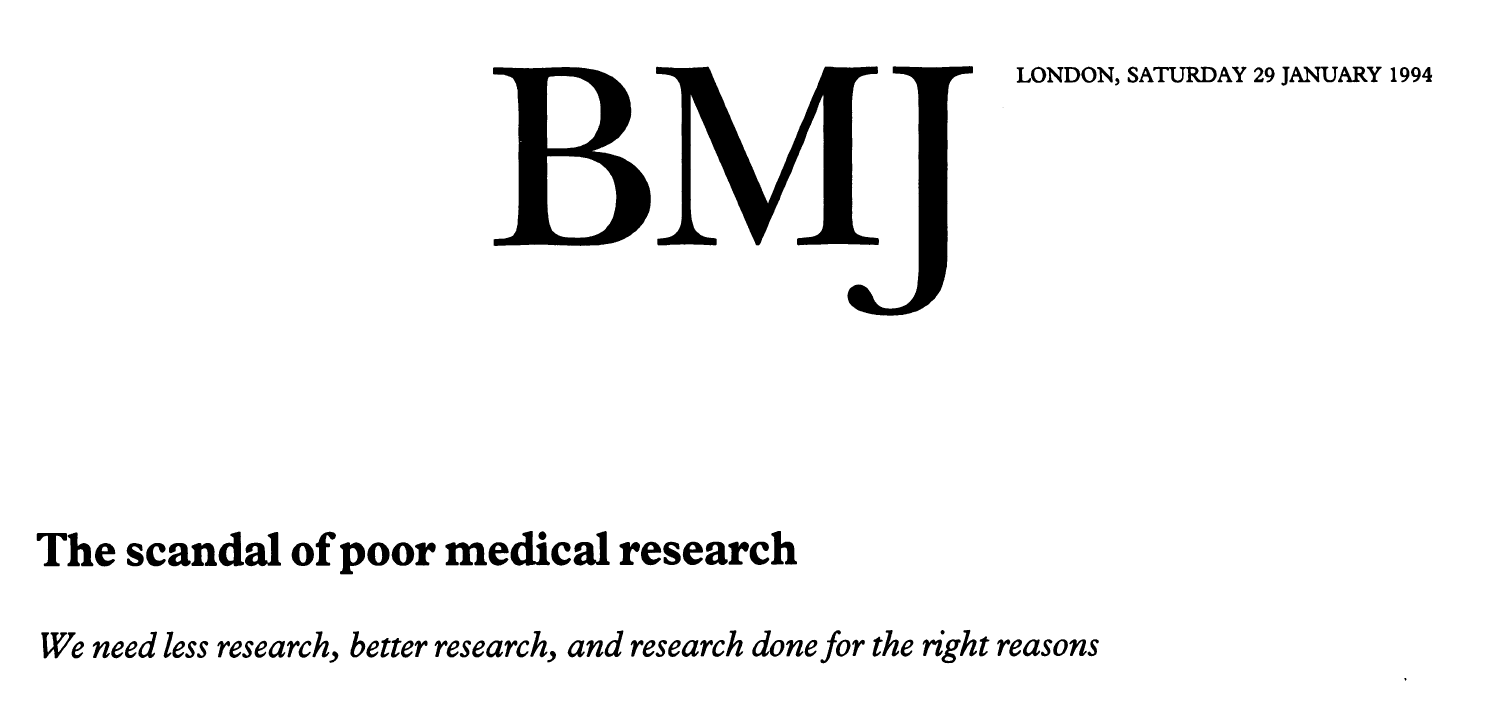 BMJ
LONDON, SATURDAY 29 JANUARY 1994
The scandal of poor medical research
We need less research, better research, and research done for the right reasons